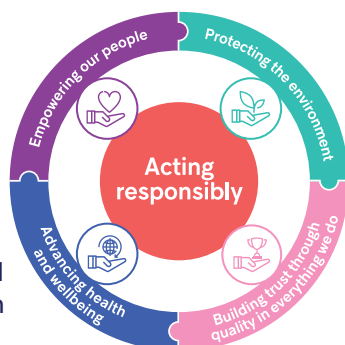 Empowering our people
Protecting the environment
Acting
responsibly
Advancing health
and wellbeing
Building trust through
quality in everything we do